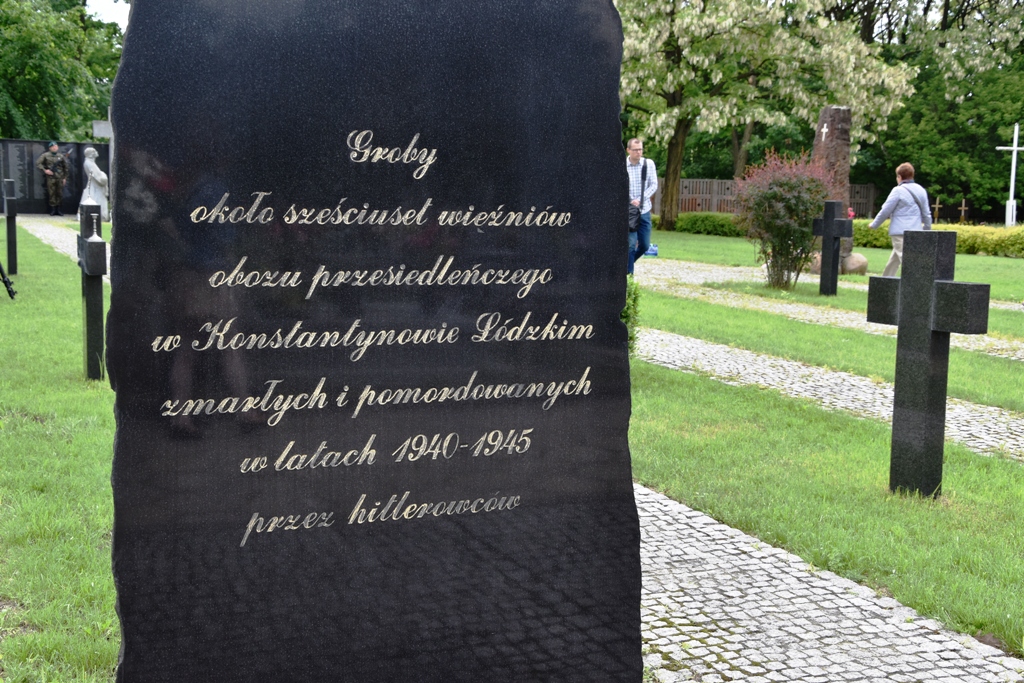 Groby
około sześciuset więźniów
obozu przesiedleńczego
w Konstantynowie Łódzkim
zmarłych i pomordowanych
w latach 1940-1945
przez hitlerowców